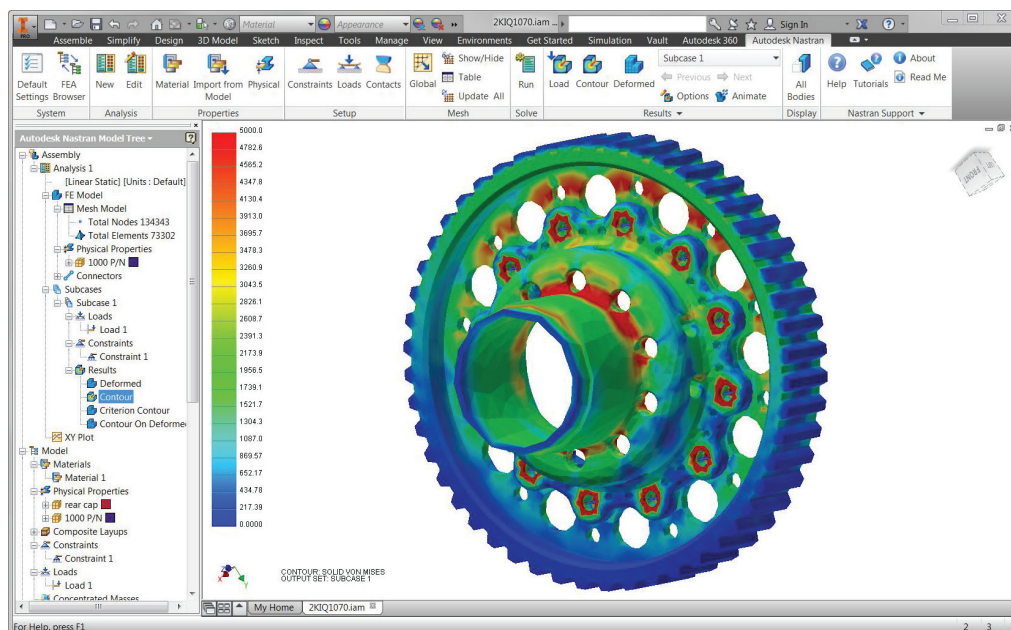 PRO
Material
Appearance
2KIQ1070.iam
Sign In
Assemble Simplify Design 3D Model Sketch Inspect Tools Manage View Environments Get Started Simulation Vault Autodesk 360 Autodesk Nastran
Default Settings
FEA Browser
New
Edit
Material
Import from Model
Physical
Constraints
Loads
Contacts
Global
Show/Hide
Table
Update All
Run
Load
Contour
Deformed
Subcase 1
Previous Next
Options Animate
All Bodies
Help
Tutorials
About
Read Me
System Analysis Properties Setup Mesh Solve Results Display Nastran Support
Autodesk Nastran Model Tree
Assembly
Analysis 1
[Linear Static] [Units : Default]
FE Model
Mesh Model
Total Nodes 134343
Total Elements 73302
Physical Properties
1000 P/N
Connectors
Subcases
Subcase 1
Loads
Load 1
Constraints
Constraint 1
Results
Deformed
Contour
Criterion Contour
Contour On Deforme
XY Plot
Model
Materials
Material 1
Physical Properties
rear cap
1000 P/N
Composite Layups
Constraints
Constraint 1
Loads
Load 1
Concentrated Masses
5000.0
4782.6
4565.2
4347.8
4130.4
3913.0
3695.7
3478.3
3260.9
3043.5
2826.1
2608.7
2391.3
2173.9
1956.5
1739.1
1521.7
1304.3
1087.0
869.57
652.17
434.78
217.39
0.0000
FRONT
Z
X
Y
CONTOUR: SOLID VON MISES
OUTPUT SET: SUBCASE 1
My Home 2KIQ1070.iam
For Help, press F1
2 3